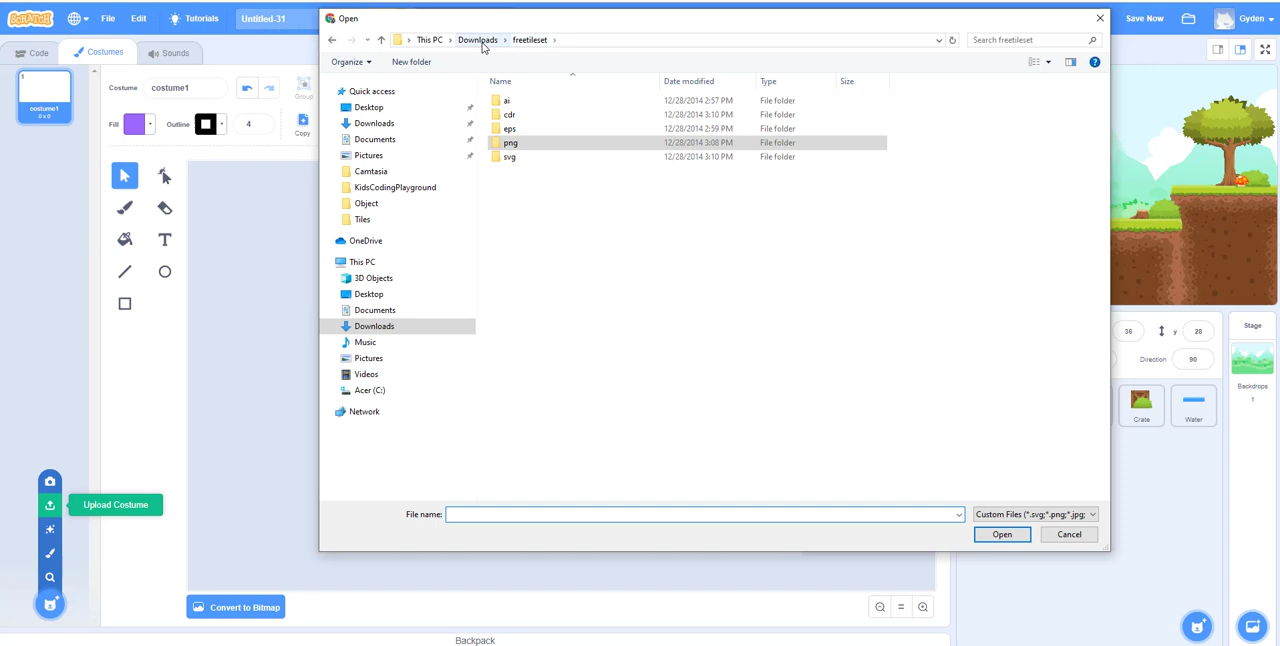 SCRATCH File Edit Tutorials Untitled-31 Save Now Gyden
Open
This PC > Downloads > freetileset > Search freetileset
Code Costumes Sounds
Organize New folder
Name Date modified Type Size
1
costume1
0 x 0
Costume costume1 Group
Fill Outline 4 Copy
T
Quick access
Desktop
Downloads
Documents
Pictures
Camtasia
KidsCodingPlayground
Object
Tiles
OneDrive
This PC
3D Objects
Desktop
Documents
Downloads
Music
Pictures
Videos
Acer (C:)
Network
ai 12/28/2014 2:57 PM File folder
cdr 12/28/2014 3:10 PM File folder
eps 12/28/2014 2:59 PM File folder
png 12/28/2014 3:08 PM File folder
svg 12/28/2014 3:10 PM File folder
36 y 28
Direction 90
Stage
Backdrops
1
Crate Water
Upload Costume
File name: Custom Files (*.svg;*.png;*.jpg;
Open Cancel
Convert to Bitmap
Backpack